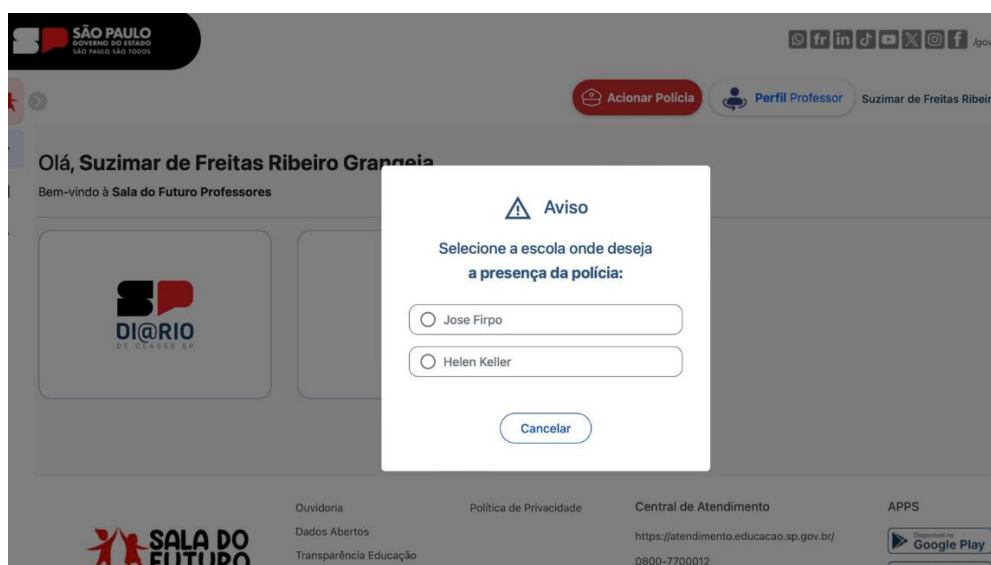 SÃO PAULO
GOVERNO DO ESTADO
SÃO PAULO SÃO TODOS
/gov
Acionar Polícia
Perfil Professor
Suzimar de Freitas Ribeir
Olá, Suzimar de Freitas Ribeiro Grangeia
Bem-vindo à Sala do Futuro Professores
DI@RIO
DE CLASSE SP
Aviso
Selecione a escola onde deseja
a presença da polícia:
Jose Firpo
Helen Keller
Cancelar
SALA DO
FUTURO
Ouvidoria
Dados Abertos
Transparência Educação
Política de Privacidade
Central de Atendimento
https://atendimento.educacao.sp.gov.br/
0800-7700012
APPS
Disponível no
Google Play